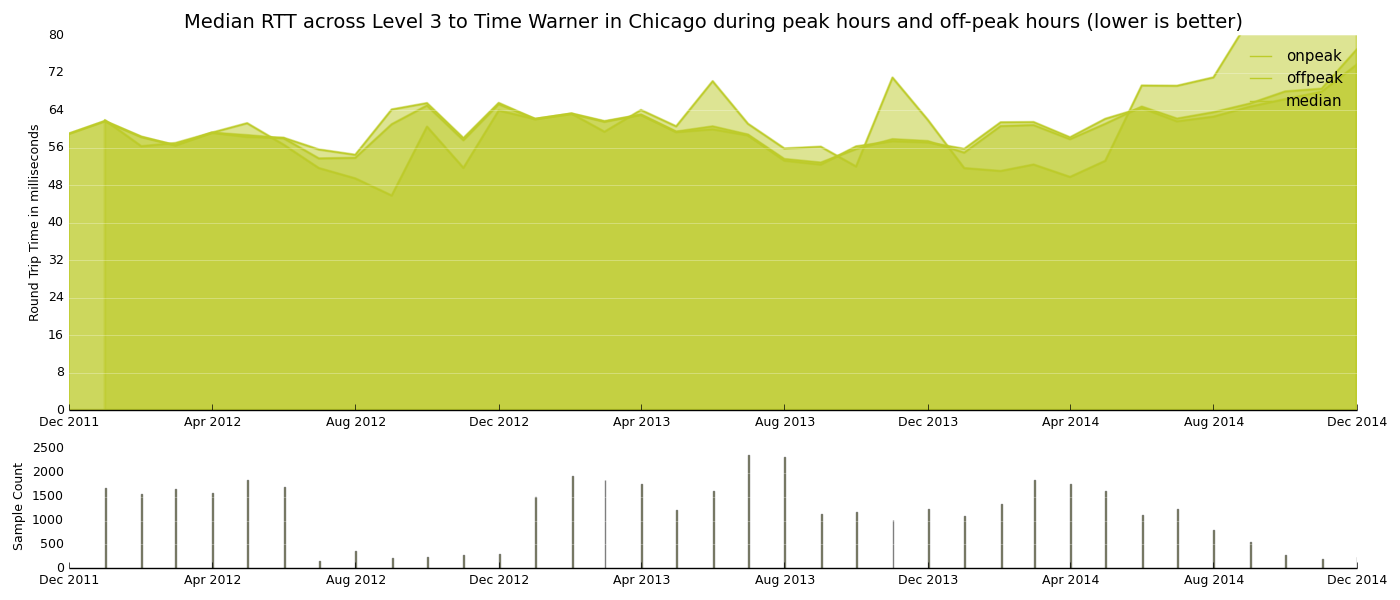 Median RTT across Level 3 to Time Warner in Chicago during peak hours and off-peak hours (lower is better)
80
72
64
56
48
40
32
24
16
8
0
Round Trip Time in milliseconds
onpeak
offpeak
median
Dec 2011 Apr 2012 Aug 2012 Dec 2012 Apr 2013 Aug 2013 Dec 2013 Apr 2014 Aug 2014 Dec 2014
2500
2000
1500
1000
500
0
Sample Count
Dec 2011 Apr 2012 Aug 2012 Dec 2012 Apr 2013 Aug 2013 Dec 2013 Apr 2014 Aug 2014 Dec 2014